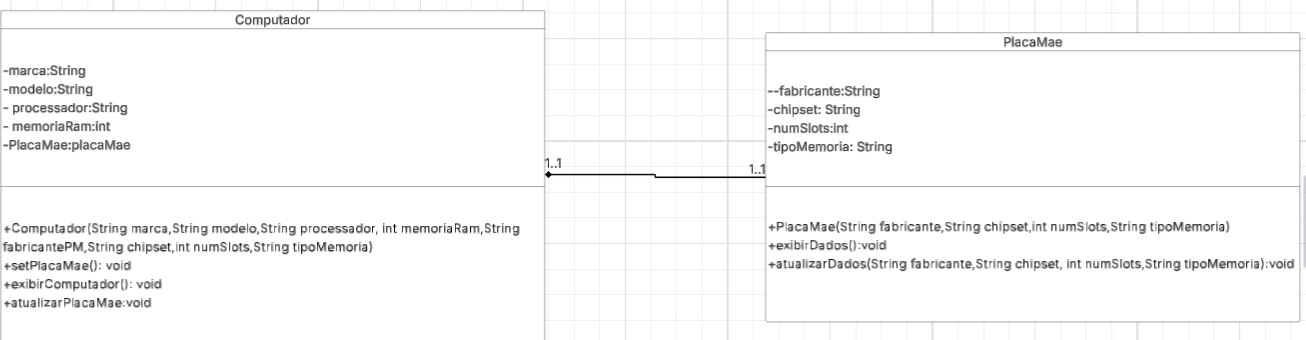 Computador
-marca:String
-modelo:String
- processador:String
- memoriaRam:int
-PlacaMae:placaMae
+Computador(String marca,String modelo,String processador, int memoriaRam,String
fabricantePM,String chipset,int numSlots,String tipoMemoria)
+setPlacaMae(): void
+exibirComputador(): void
+atualizarPlacaMae:void
1..1
1..1
PlacaMae
--fabricante:String
-chipset: String
-numSlots:int
-tipoMemoria: String
+PlacaMae(String fabricante,String chipset,int numSlots,String tipoMemoria)
+exibirDados():void
+atualizarDados(String fabricante,String chipset, int numSlots,String tipoMemoria):void